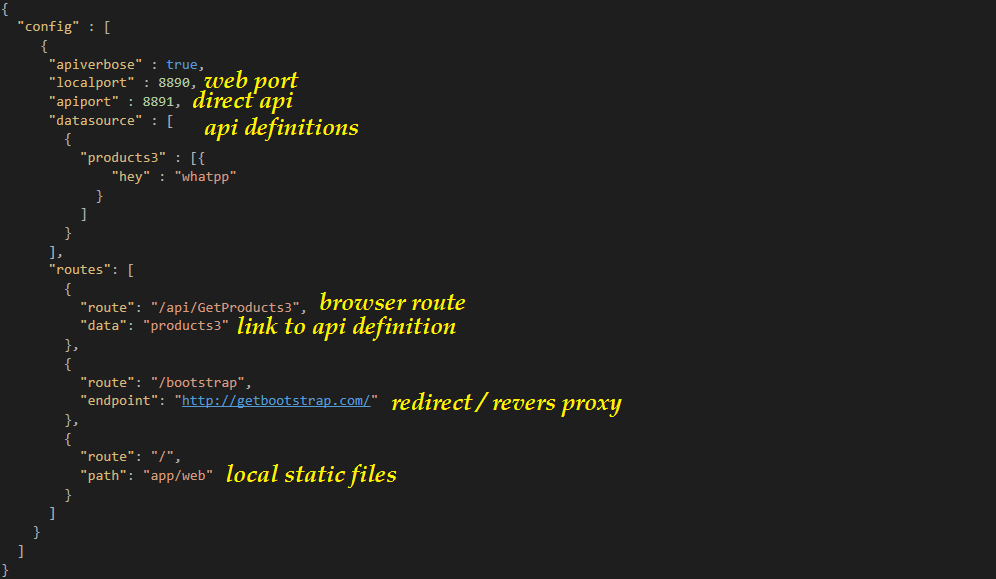 {
"config" : [
{
"apiverbose" : true,
"localport" : 8890, web port
"apiport" : 8891, direct api
"datasource" : [ api definitions
{
"products3" : [{
"hey" : "whatpp"
}
]
}
],
"routes": [
{
"route": "/api/GetProducts3", browser route
"data": "products3" link to api definition
},
{
"route": "/bootstrap",
"endpoint": "http://getbootstrap.com/" redirect / revers proxy
},
{
"route": "/",
"path": "app/web" local static files
}
]
}
]
}